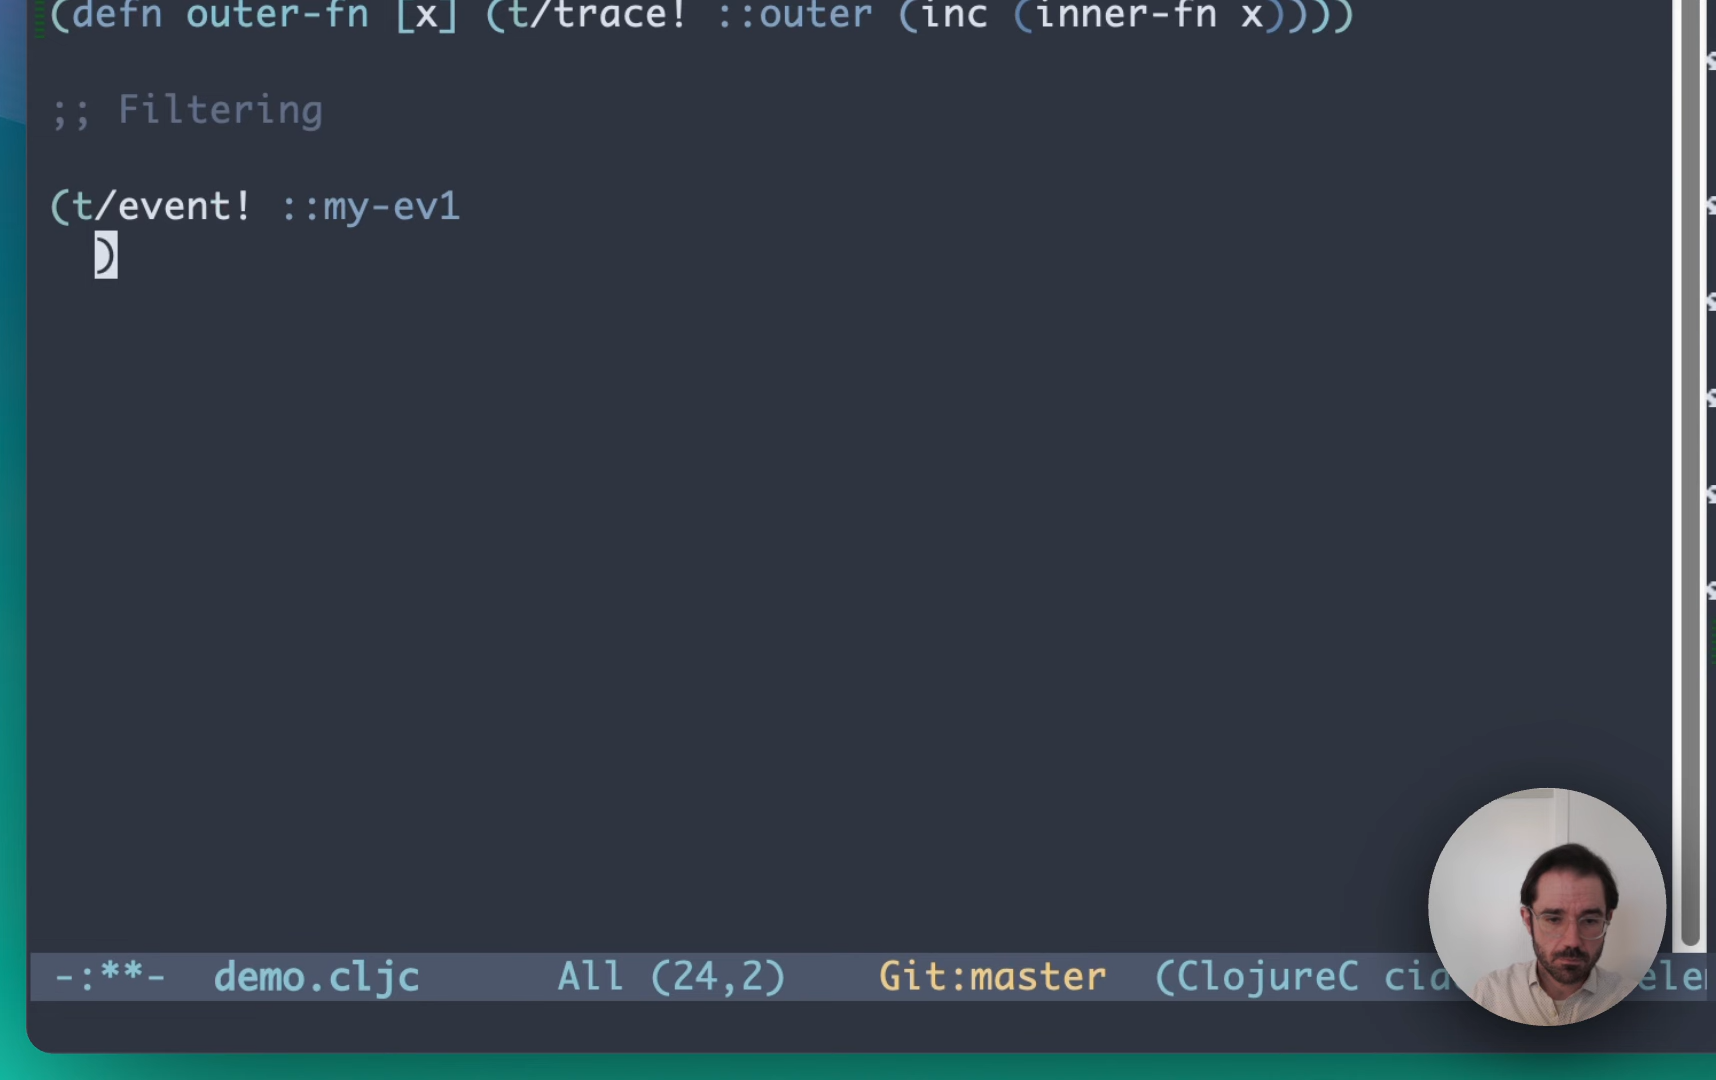 (defn outer-fn [x] (t/trace! ::outer (inc (inner-fn x))))
;; Filtering
(t/event! ::my-ev1
)
-:**- demo.cljc All (24,2) Git:master (ClojureC